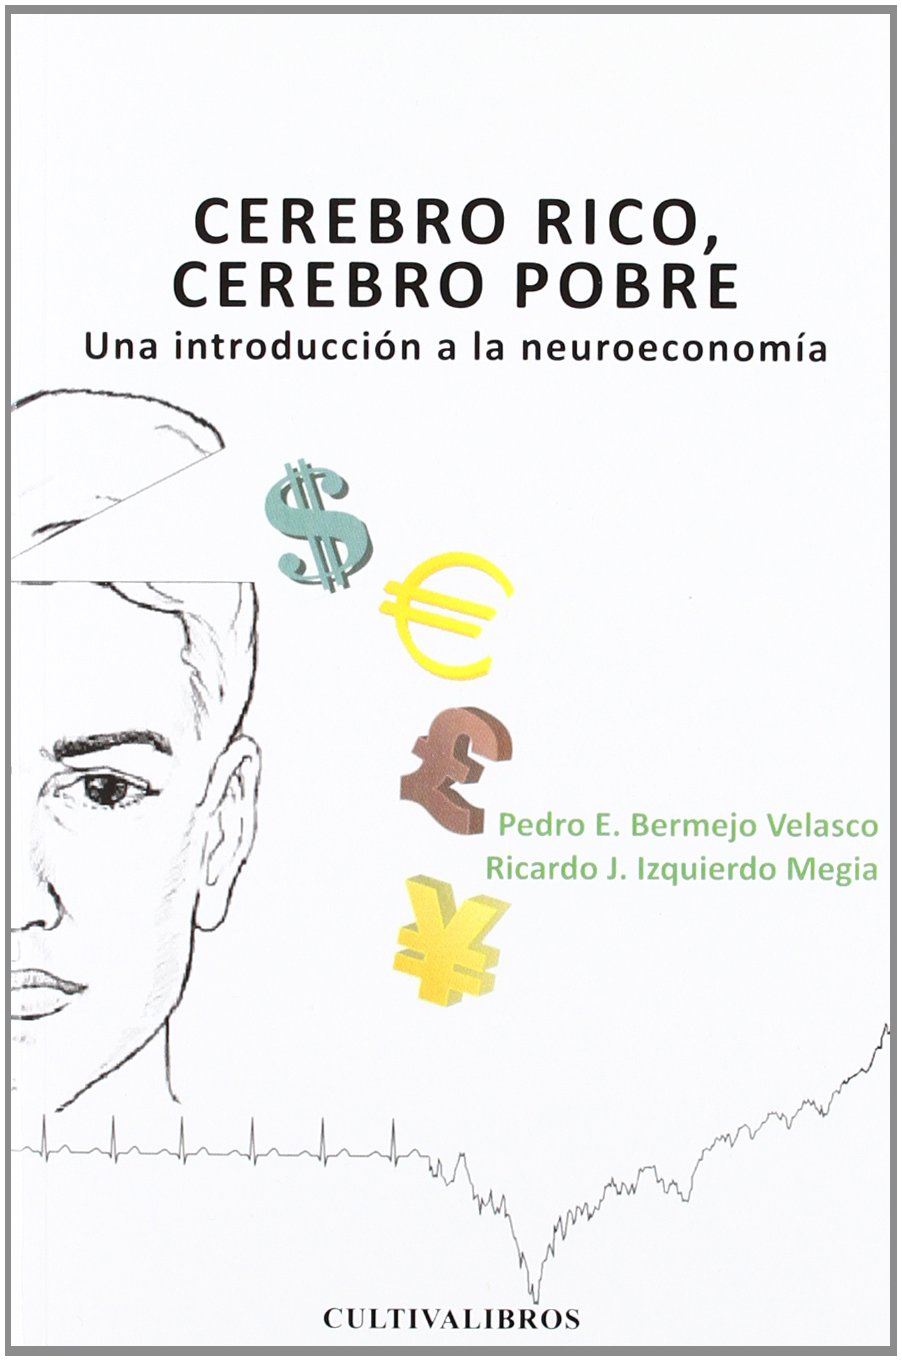 CEREBRO RICO,
CEREBRO POBRE
Una introducción a la neuroeconomía
$
€
£
Pedro E. Bermejo Velasco
Ricardo J. Izquierdo Megia
¥
CULTIVALIBROS